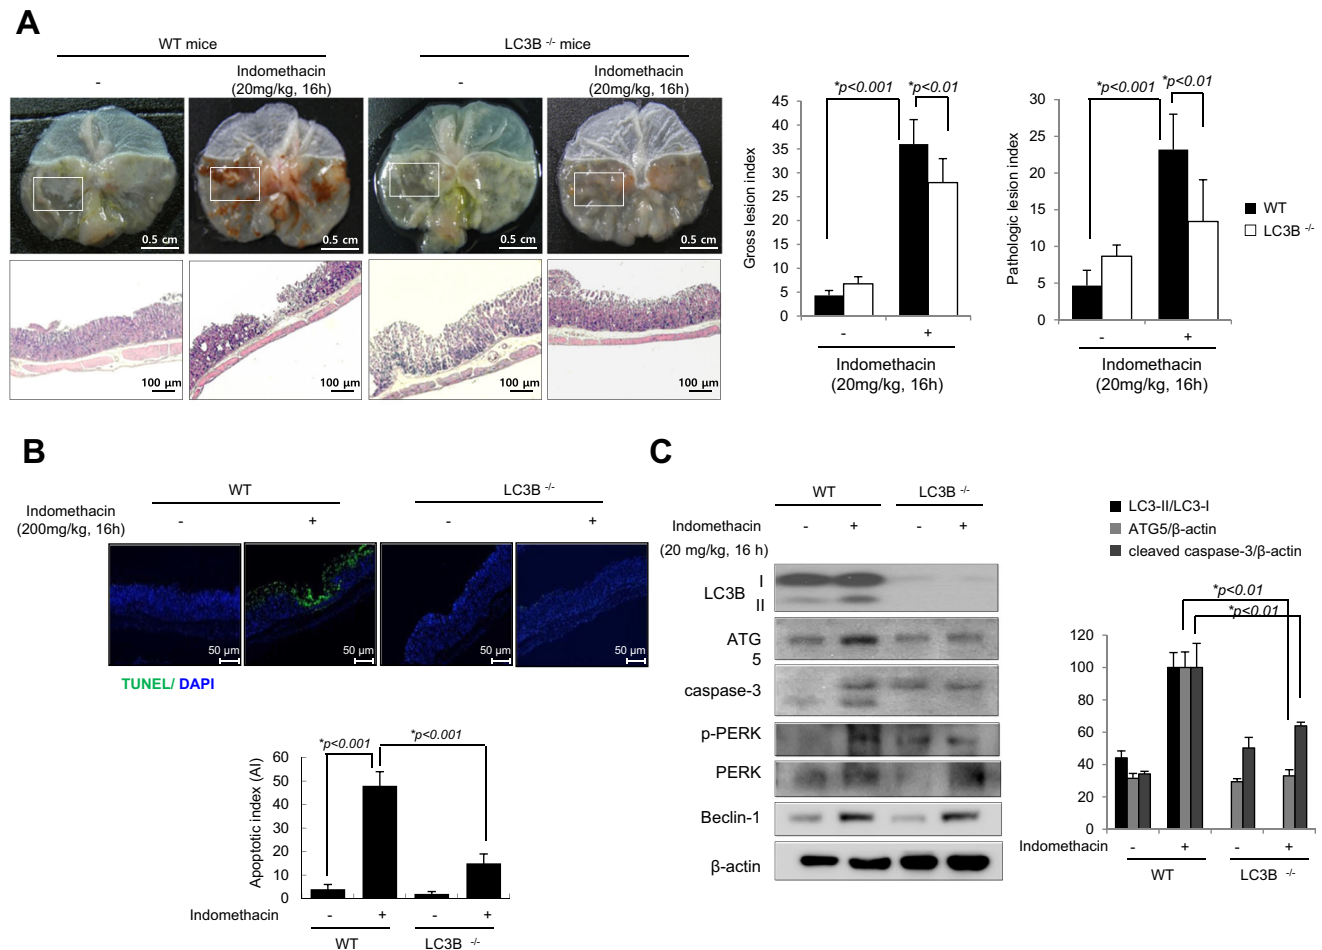 A
WT mice
LC3B -/- mice
-
Indomethacin
(20mg/kg, 16h)
-
Indomethacin
(20mg/kg, 16h)
0.5 cm
0.5 cm
0.5 cm
0.5 cm
100 µm
100 µm
100 µm
100 µm
*p<0.001
*p<0.01
Gross lesion index
45
40
35
30
25
20
15
10
5
0
-
+
Indomethacin
(20mg/kg, 16h)
*p<0.001
*p<0.01
Pathologic lesion index
30
25
20
15
10
5
0
-
+
Indomethacin
(20mg/kg, 16h)
WT
LC3B -/-
B
WT
LC3B -/-
Indomethacin
(200mg/kg, 16h)
-
+
-
+
50 µm
50 µm
50 µm
50 µm
TUNEL/ DAPI
*p<0.001
*p<0.001
Apoptotic index (AI)
60
50
40
30
20
10
0
Indomethacin
-
+
-
+
WT
LC3B -/-
C
WT
LC3B -/-
Indomethacin
- + - +
(20 mg/kg, 16 h)
LC3B
I
II
ATG
5
caspase-3
p-PERK
PERK
Beclin-1
β-actin
LC3-II/LC3-I
ATG5/β-actin
cleaved caspase-3/β-actin
*p<0.01
*p<0.01
120
100
80
60
40
20
0
Indomethacin
-
+
-
+
WT
LC3B -/-